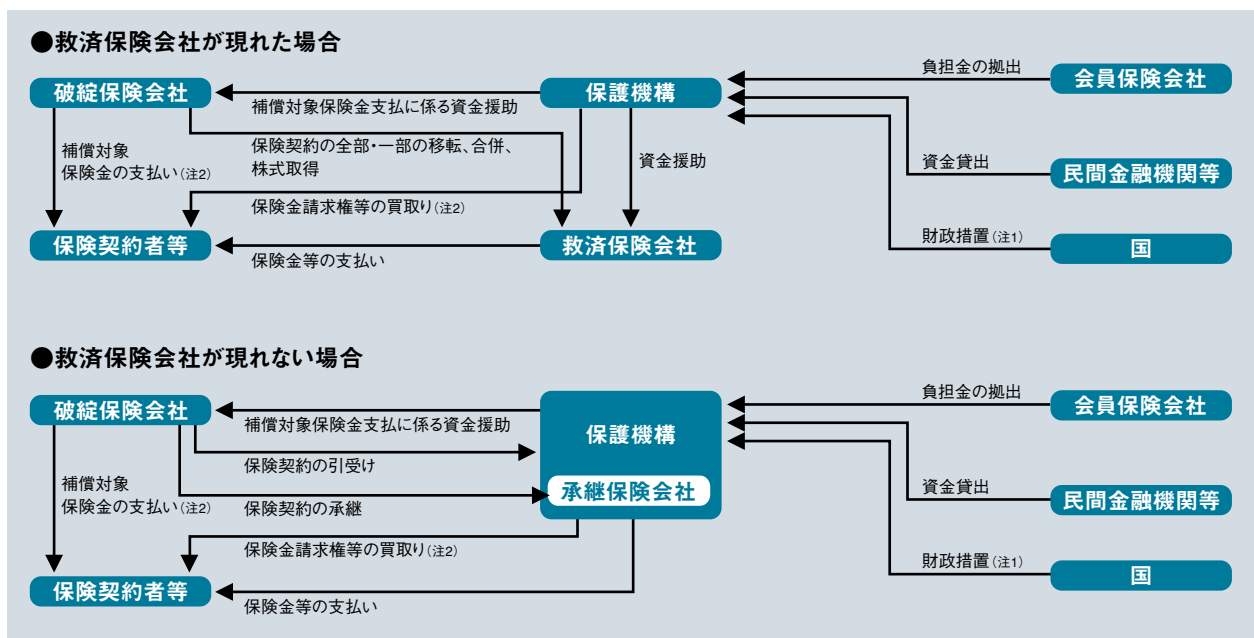 ●救済保険会社が現れた場合
破綻保険会社
保護機構
会員保険会社
負担金の拠出
補償対象保険金支払に係る資金援助
補償対象
保険金の支払い(注2)
保険契約の全部・一部の移転、合併、
株式取得
資金援助
資金貸出
民間金融機関等
保険金請求権等の買取り(注2)
財政措置(注1)
保険契約者等
救済保険会社
国
保険金等の支払い
●救済保険会社が現れない場合
破綻保険会社
保護機構
承継保険会社
負担金の拠出
会員保険会社
補償対象保険金支払に係る資金援助
保険契約の引受け
補償対象
保険金の支払い(注2)
保険契約の承継
資金貸出
民間金融機関等
保険金請求権等の買取り(注2)
財政措置(注1)
国
保険契約者等
保険金等の支払い